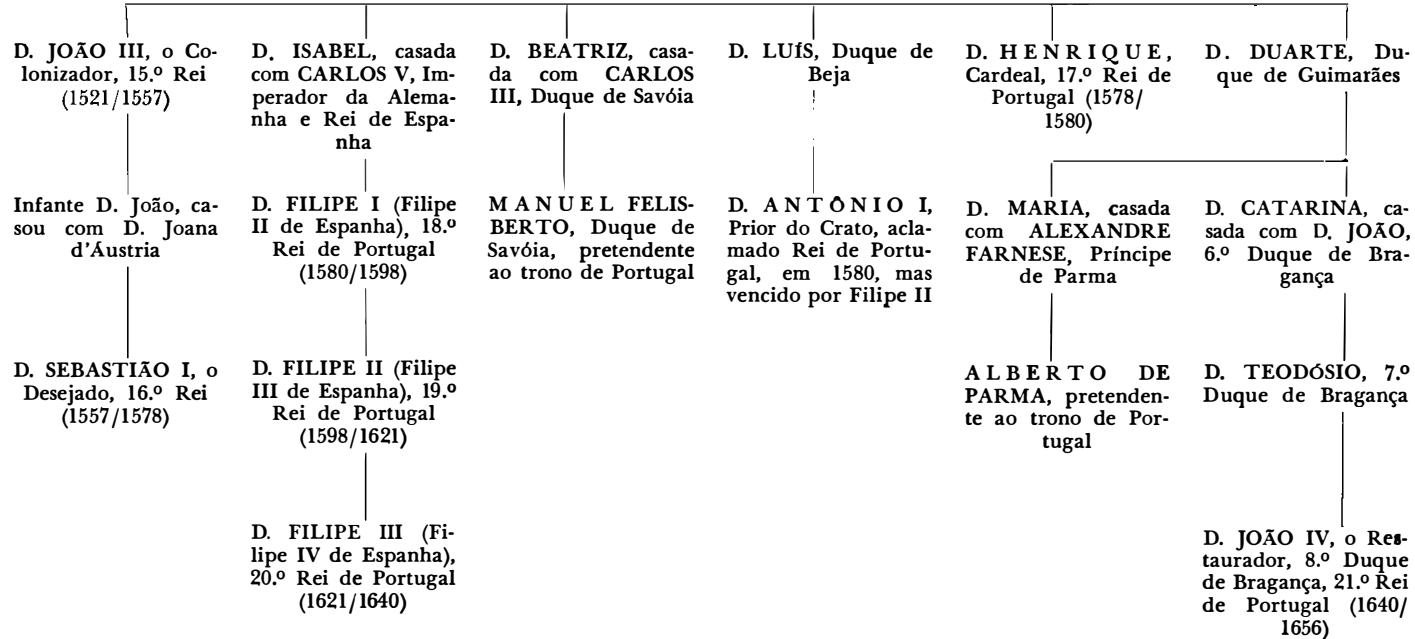 D. JOÃO III, o Co-
lonizador, 15.º Rei
(1521/1557)
D. ISABEL, casada
com CARLOS V, Im-
perador da Alema-
nha e Rei de Espa-
nha
D. BEATRIZ, casa-
da com CARLOS
III, Duque de Savóia
D. LUÍS, Duque de
Beja
D. HENRIQUE,
Cardeal, 17.º Rei de
Portugal (1578/
1580)
D. DUARTE, Du-
que de Guimarães
Infante D. João, ca-
sou com D. Joana
d'Áustria
D. FILIPE I (Filipe
II de Espanha), 18.º
Rei de Portugal
(1580/1598)
MANUEL FELIS-
BERTO, Duque de
Savóia, pretendente
ao trono de Portugal
D. ANTÔNIO I,
Prior do Crato, acla-
mado Rei de Portu-
gal, em 1580, mas
vencido por Filipe II
D. MARIA, casada
com ALEXANDRE
FARNESE, Príncipe
de Parma
D. CATARINA, ca-
sada com D. JOÃO,
6.º Duque de Bra-
gança
D. SEBASTIÃO I, o
Desejado, 16.º Rei
(1557/1578)
D. FILIPE II (Filipe
III de Espanha), 19.º
Rei de Portugal
(1598/1621)
ALBERTO DE
PARMA, pretenden-
te ao trono de Por-
tugal
D. TEODÓSIO, 7.º
Duque de Bragança
D. FILIPE III (Fi-
lipe IV de Espanha),
20.º Rei de Portugal
(1621/1640)
D. JOÃO IV, o Res-
taurador, 8.º Duque
de Bragança, 21.º Rei
de Portugal (1640/
1656)